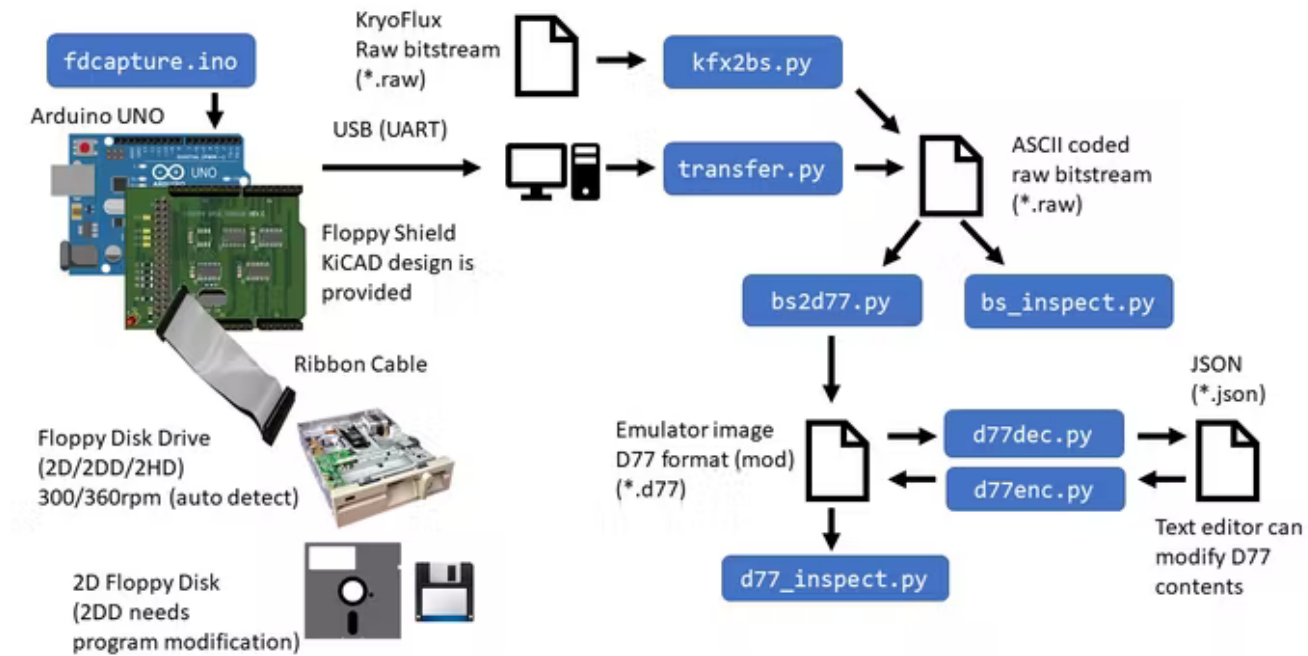 fdcapture.ino
Arduino UNO
UNO
KryoFlux
Raw bitstream
(*.raw)
kfx2bs.py
USB (UART)
transfer.py
ASCII coded
raw bitstream
(*.raw)
Floppy Shield
KiCAD design is
provided
bs2d77.py
bs_inspect.py
Ribbon Cable
Floppy Disk Drive
(2D/2DD/2HD)
300/360rpm (auto detect)
Emulator image
D77 format (mod)
(*.d77)
d77dec.py
d77enc.py
JSON
(*.json)
Text editor can
modify D77
contents
d77_inspect.py
2D Floppy Disk
(2DD needs
program modification)